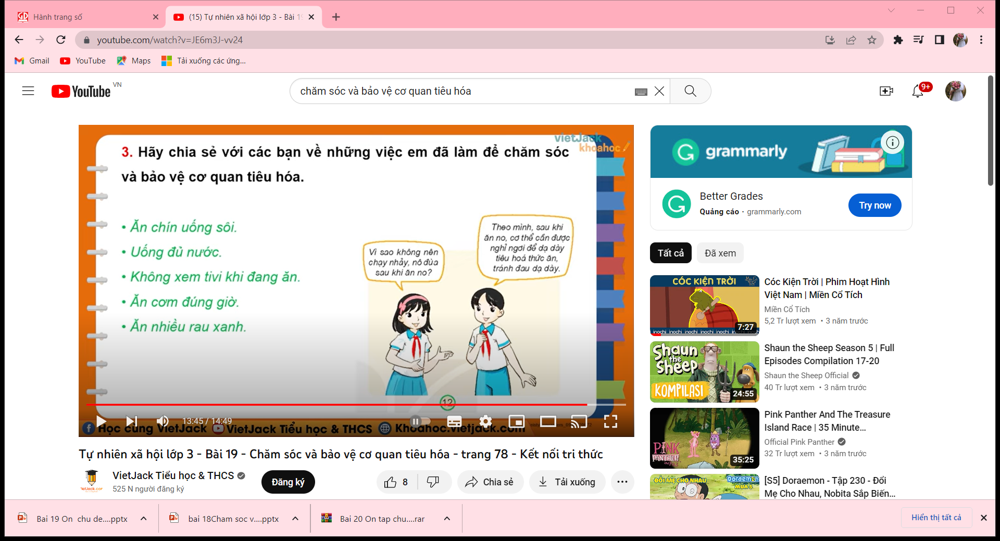 Hành trang số
(15) Tự nhiên xã hội lớp 3 - Bài 19
youtube.com/watch?v=JE6m3J-vv24
Gmail
YouTube
Maps
Tải xuống các ứng...
YouTube VN
chăm sóc và bảo vệ cơ quan tiêu hóa
9+
vietJack
khoahoc
3. Hãy chia sẻ với các bạn về những việc em đã làm để chăm sóc
và bảo vệ cơ quan tiêu hóa.
• Ăn chín uống sôi.
• Uống đủ nước.
• Không xem tivi khi đang ăn.
• Ăn cơm đúng giờ.
• Ăn nhiều rau xanh.
Vì sao không nên
chạy nhảy, nô đùa
sau khi ăn no?
Theo mình, sau khi
ăn no, cơ thể cần được
nghỉ ngơi để dạ dày
tiêu hoá thức ăn,
tránh đau dạ dày.
12
13:45 / 14:49
Học cùng VietJack
VietJack Tiểu học & THCS
Khoahoc.vietjack.com
Tự nhiên xã hội lớp 3 - Bài 19 - Chăm sóc và bảo vệ cơ quan tiêu hóa - trang 78 - Kết nối tri thức
VietJack Tiểu học & THCS
525 N người đăng ký
Đăng ký
8
Chia sẻ
Tải xuống
grammarly
Better Grades
Quảng cáo · grammarly.com
Try now
Tất cả
Đã xem
CÓC KIỆN TRỜI
inochi inochi inochi inochi inochi inochi
7:27
Cóc Kiện Trời | Phim Hoạt Hình
Việt Nam | Miền Cổ Tích
Miền Cổ Tích
5,2 Tr lượt xem • 3 năm trước
Shaun
the
Sheep
KOMPILASI
24:55
Shaun the Sheep Season 5 | Full
Episodes Compilation 17-20
Shaun the Sheep Official
40 Tr lượt xem • 3 năm trước
PINK
PANTHER
35:25
Pink Panther And The Treasure
Island Race | 35 Minute...
Official Pink Panther
32 Tr lượt xem • 3 năm trước
ĐỔI MẸ CHO NHAU
Doraemon
MÙA 5
[S5] Doraemon - Tập 230 - Đổi
Mẹ Cho Nhau, Nobita Sắp Biến...
Bai 19 On chu de....pptx
bai 18Cham soc v....pptx
Bai 20 On tap chu....rar
Hiển thị tất cả